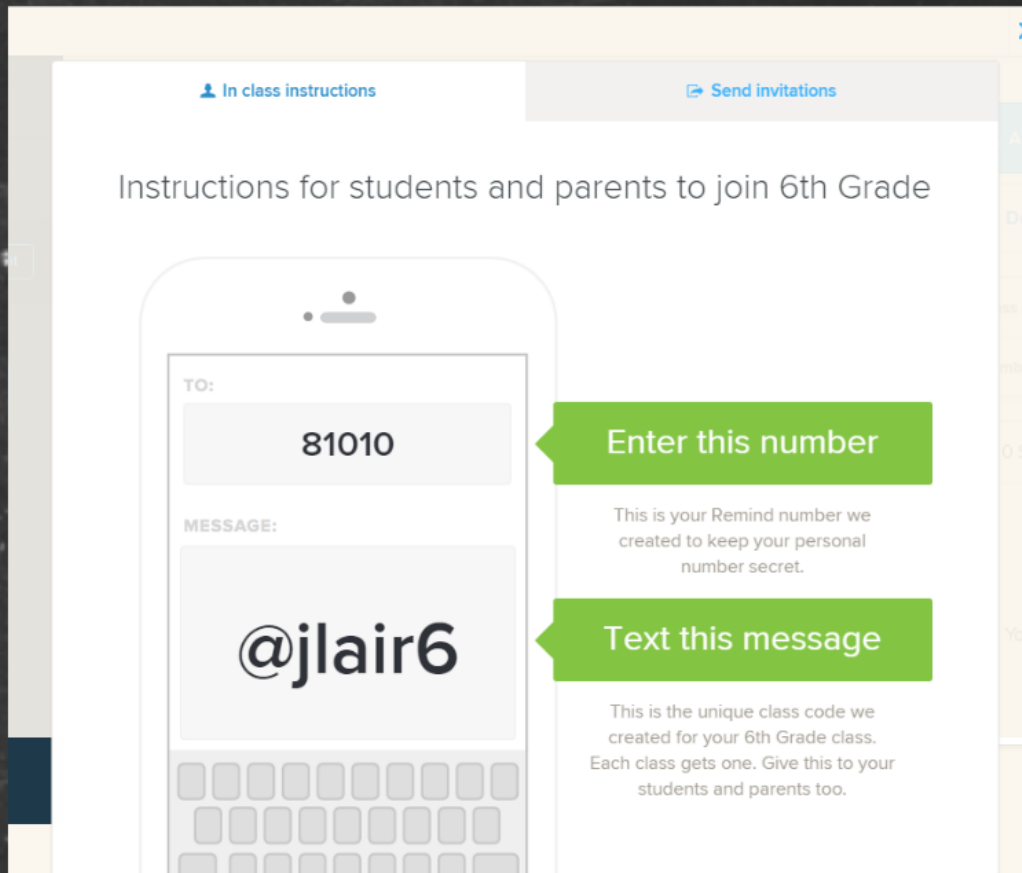 In class instructions
Send invitations
Instructions for students and parents to join 6th Grade
TO:
81010
Enter this number
This is your Remind number we
created to keep your personal
number secret.
MESSAGE:
@jlair6
Text this message
This is the unique class code we
created for your 6th Grade class.
Each class gets one. Give this to your
students and parents too.